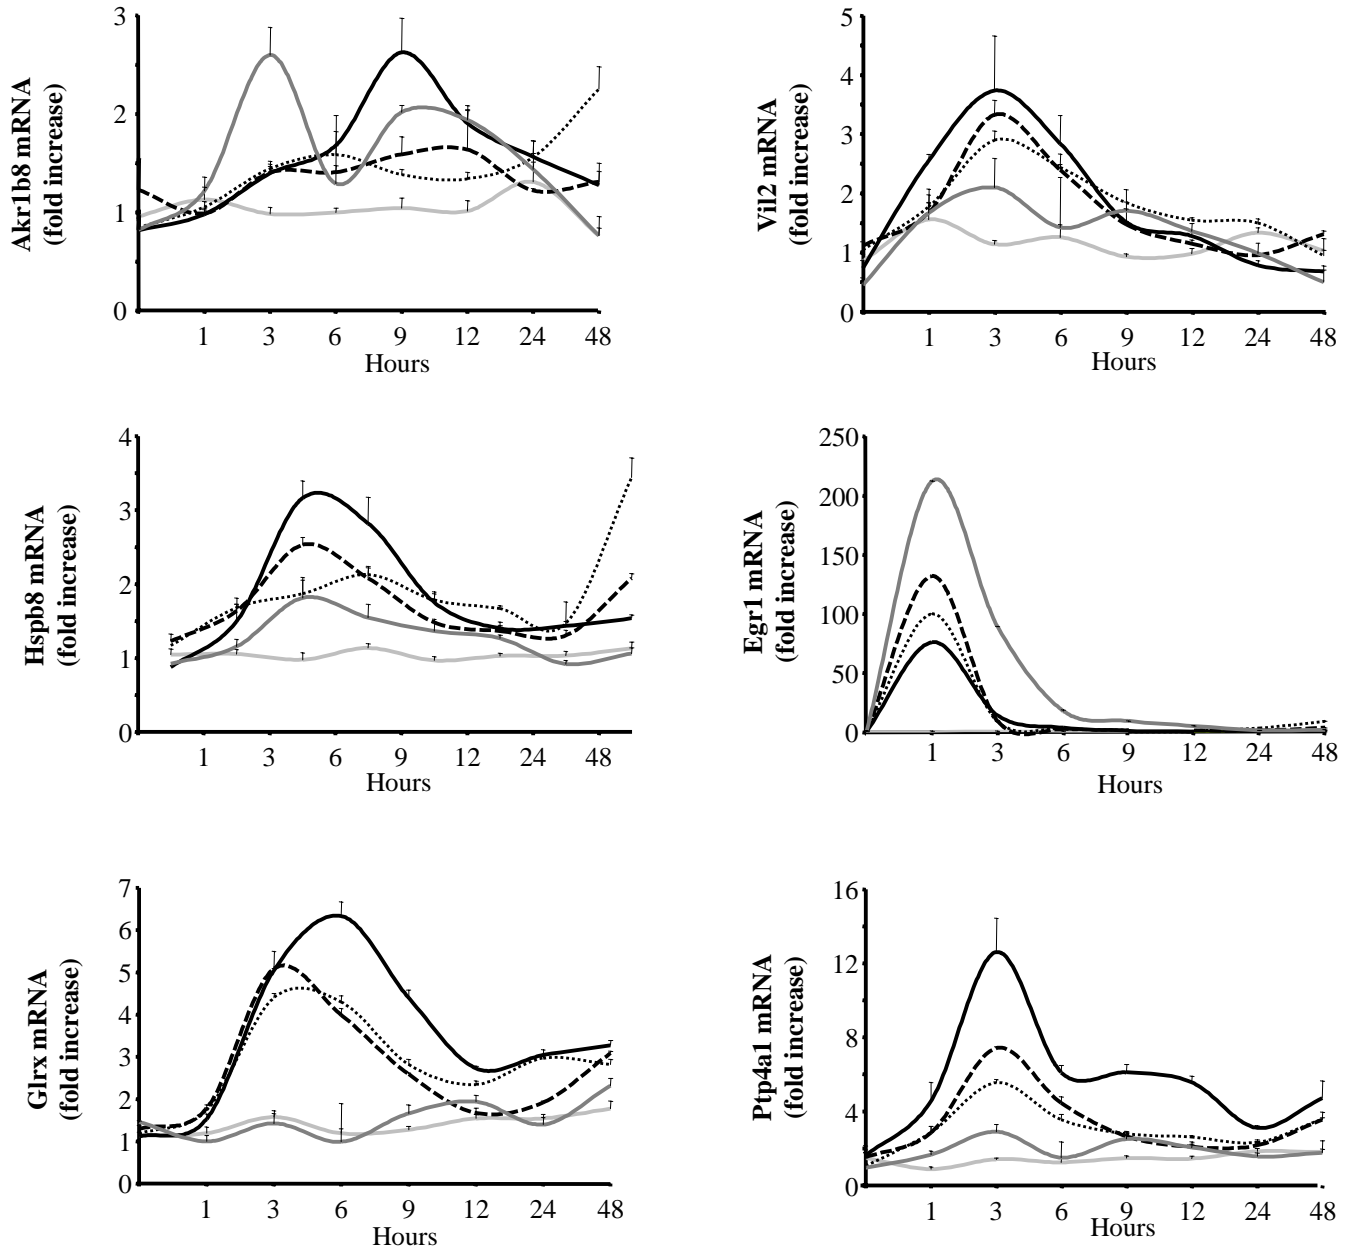 Akr1b8 mRNA
(fold increase)
3
2
1
0
1 3 6 9 12 24 48
Hours
Vil2 mRNA
(fold increase)
5
4
3
2
1
0
1 3 6 9 12 24 48
Hours
Hspb8 mRNA
(fold increase)
4
3
2
1
0
1 3 6 9 12 24 48
Hours
Egr1 mRNA
(fold increase)
250
200
150
100
50
0
1 3 6 9 12 24 48
Hours
Glrx mRNA
(fold increase)
7
6
5
4
3
2
1
0
1 3 6 9 12 24 48
Hours
Ptp4a1 mRNA
(fold increase)
16
12
8
4
0
1 3 6 9 12 24 48
Hours